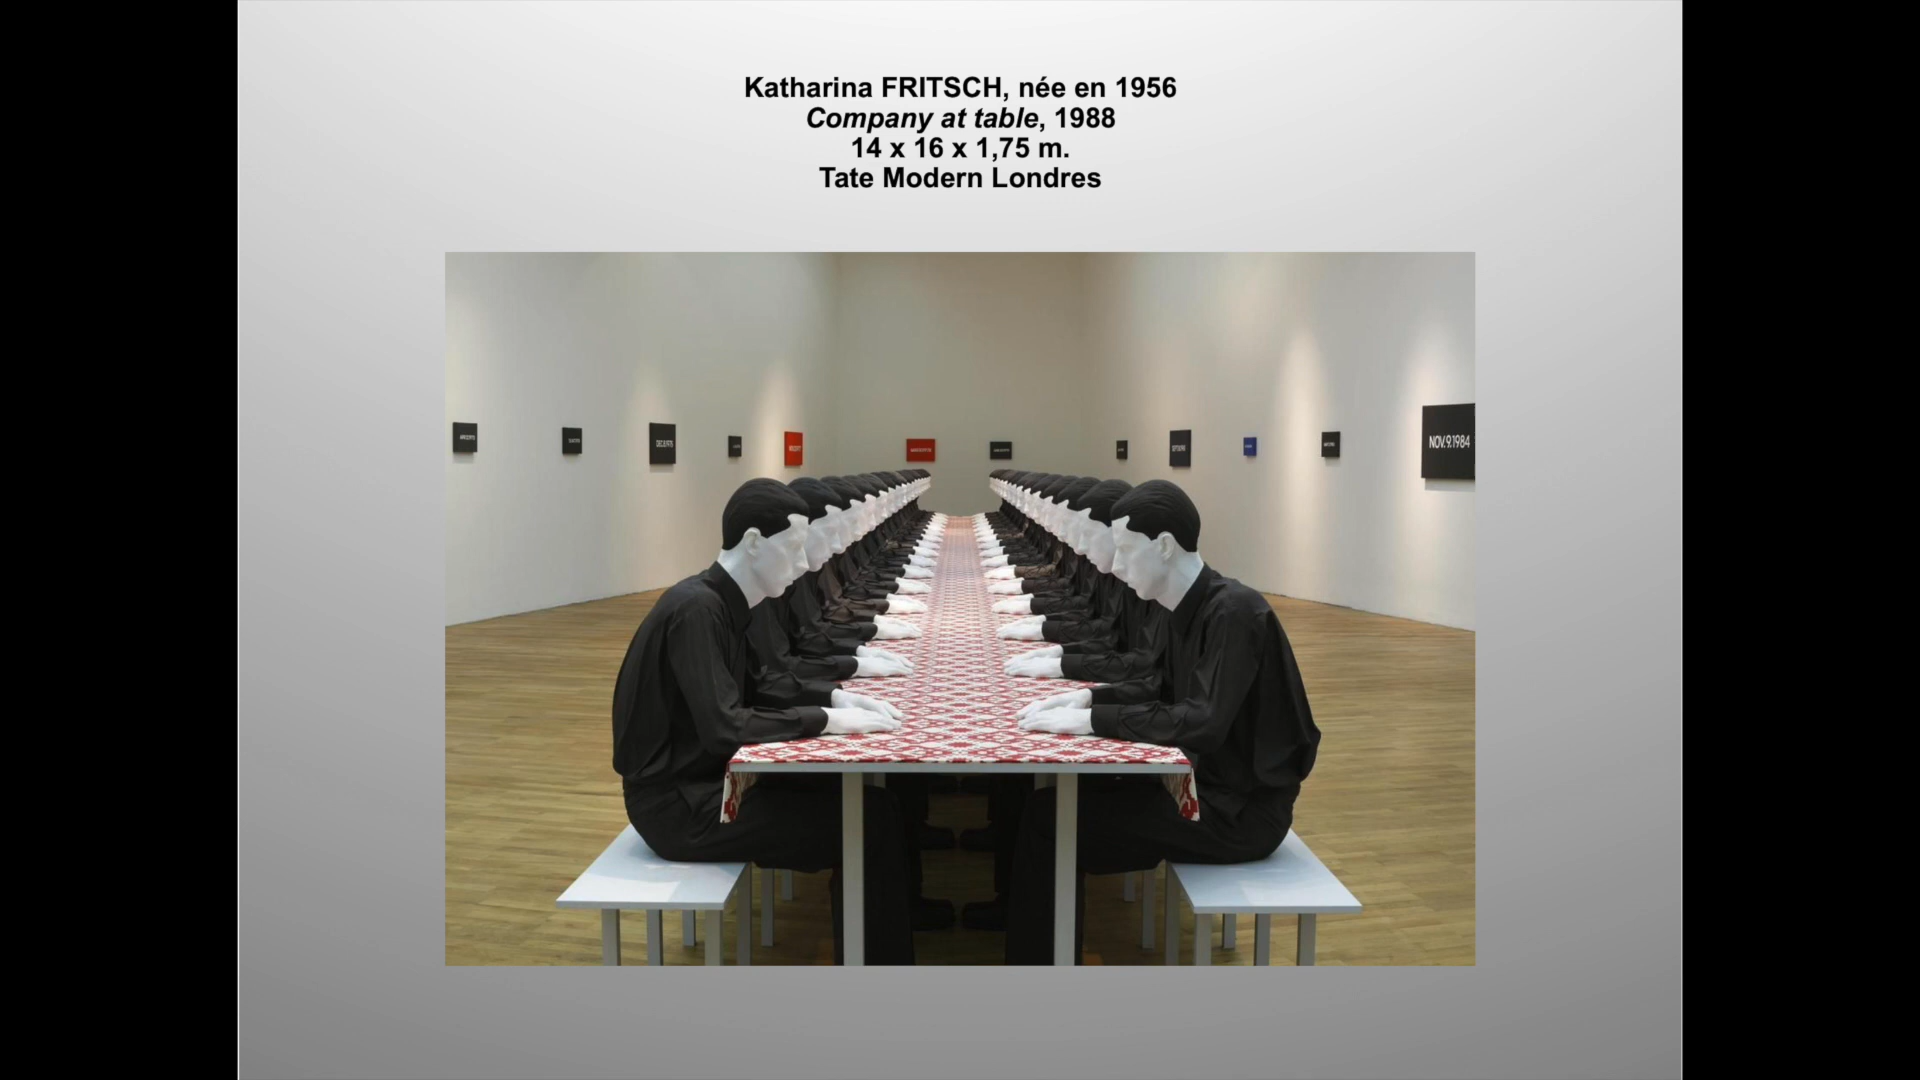 Katharina FRITSCH, née en 1956
Company at table, 1988
14 x 16 x 1,75 m.
Tate Modern Londres
NOV. 9.1984